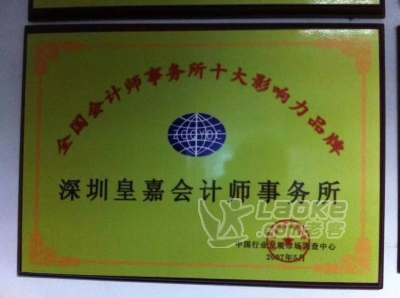 全国会计师事务所十大影响力品牌
深圳皇嘉会计师事务所
Laoke
.com老客
中国行业发展市场调查中心
2007年5月